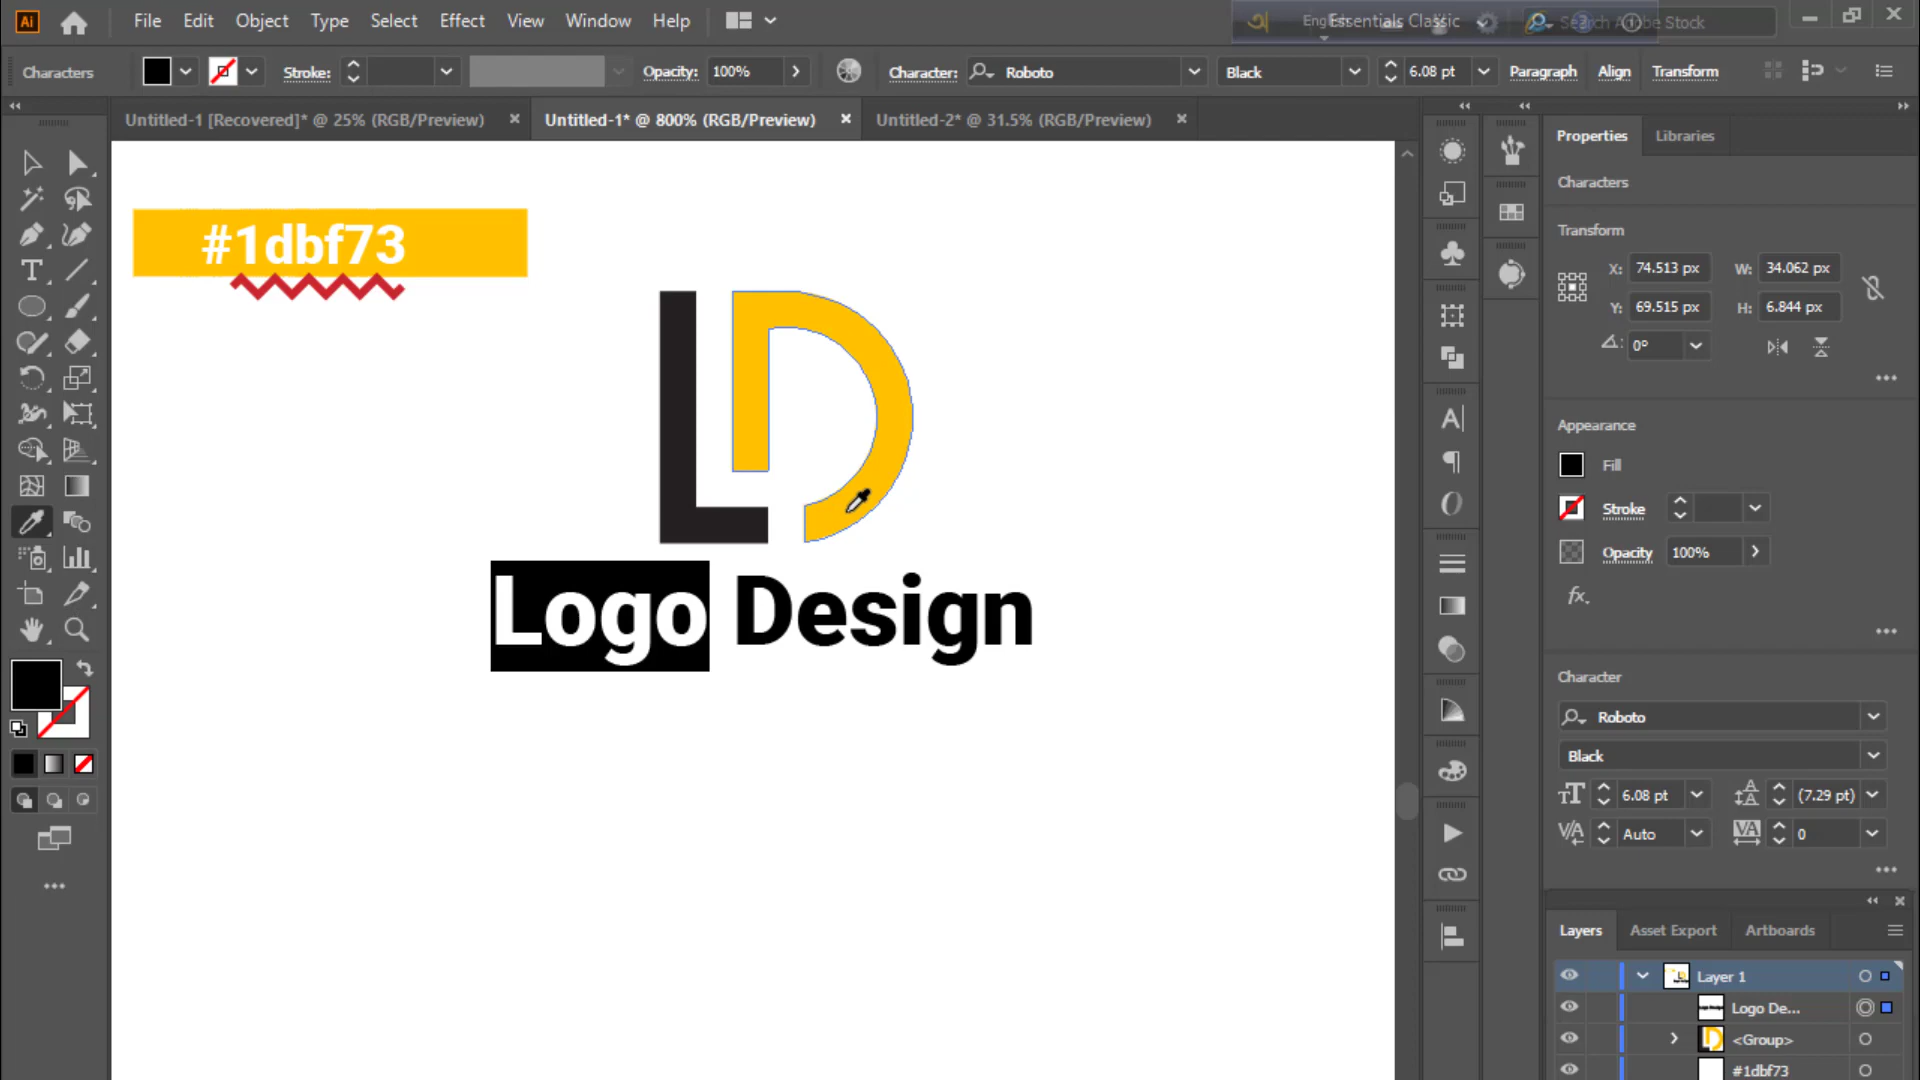 Ai File Edit Object Type Select Effect View Window Help English Essentials Classic Search Adobe Stock
Characters Stroke: Opacity: 100% Character: Roboto Black 6.08 pt Paragraph Align Transform
Untitled-1 [Recovered]* @ 25% (RGB/Preview) Untitled-1* @ 800% (RGB/Preview) Untitled-2* @ 31.5% (RGB/Preview)
Properties Libraries
Characters
Transform
X: 74.513 px W: 34.062 px
Y: 69.515 px H: 6.844 px
0°
#1dbf73
LD
Logo Design
Appearance
Fill
Stroke
Opacity 100%
fx.
Character
Roboto
Black
6.08 pt (7.29 pt)
Auto 0
Layers Asset Export Artboards
Layer 1
Logo De...
<Group>
#1dbf73